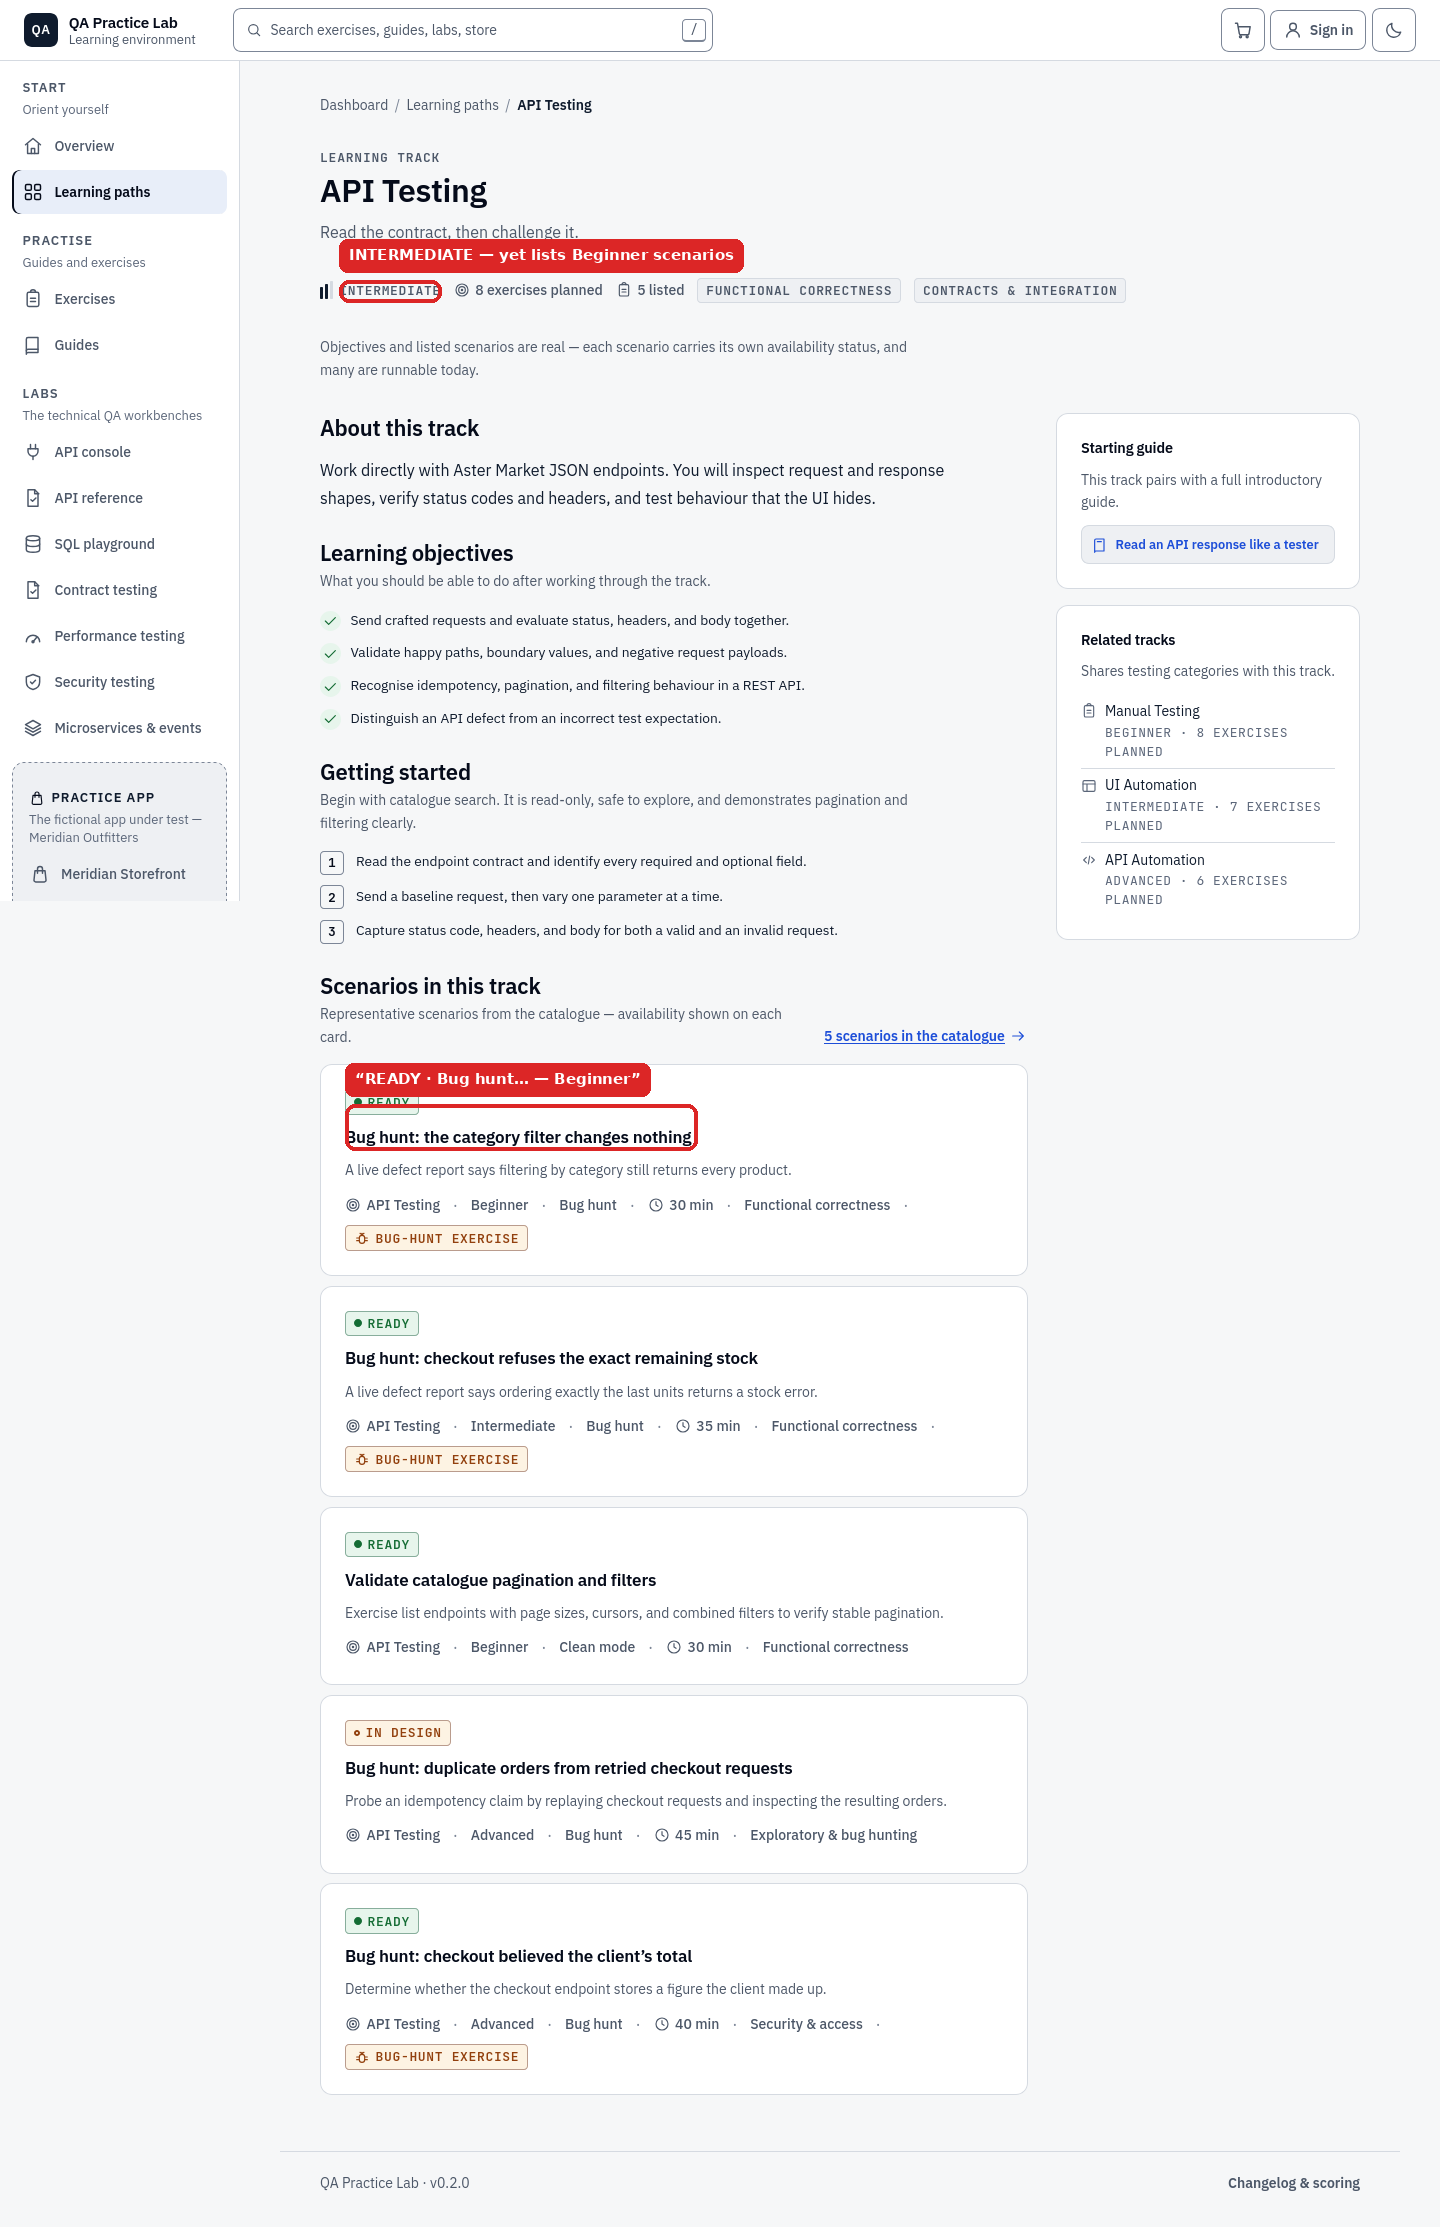 QA
QA Practice Lab
Learning environment
Search exercises, guides, labs, store
/
Sign in
START
Orient yourself
Overview
Learning paths
PRACTISE
Guides and exercises
Exercises
Guides
LABS
The technical QA workbenches
API console
API reference
SQL playground
Contract testing
Performance testing
Security testing
Microservices & events
PRACTICE APP
The fictional app under test —
Meridian Outfitters
Meridian Storefront
Dashboard / Learning paths / API Testing
LEARNING TRACK
API Testing
Read the contract, then challenge it.
INTERMEDIATE — yet lists Beginner scenarios
INTERMEDIATE 8 exercises planned 5 listed FUNCTIONAL CORRECTNESS CONTRACTS & INTEGRATION
Objectives and listed scenarios are real — each scenario carries its own availability status, and
many are runnable today.
About this track
Work directly with Aster Market JSON endpoints. You will inspect request and response
shapes, verify status codes and headers, and test behaviour that the UI hides.
Learning objectives
What you should be able to do after working through the track.
Send crafted requests and evaluate status, headers, and body together.
Validate happy paths, boundary values, and negative request payloads.
Recognise idempotency, pagination, and filtering behaviour in a REST API.
Distinguish an API defect from an incorrect test expectation.
Getting started
Begin with catalogue search. It is read-only, safe to explore, and demonstrates pagination and
filtering clearly.
1 Read the endpoint contract and identify every required and optional field.
2 Send a baseline request, then vary one parameter at a time.
3 Capture status code, headers, and body for both a valid and an invalid request.
Scenarios in this track
Representative scenarios from the catalogue — availability shown on each
card.
5 scenarios in the catalogue →
“READY · Bug hunt… — Beginner”
READY
Bug hunt: the category filter changes nothing
A live defect report says filtering by category still returns every product.
API Testing · Beginner · Bug hunt · 30 min · Functional correctness ·
BUG-HUNT EXERCISE
READY
Bug hunt: checkout refuses the exact remaining stock
A live defect report says ordering exactly the last units returns a stock error.
API Testing · Intermediate · Bug hunt · 35 min · Functional correctness ·
BUG-HUNT EXERCISE
READY
Validate catalogue pagination and filters
Exercise list endpoints with page sizes, cursors, and combined filters to verify stable pagination.
API Testing · Beginner · Clean mode · 30 min · Functional correctness
IN DESIGN
Bug hunt: duplicate orders from retried checkout requests
Probe an idempotency claim by replaying checkout requests and inspecting the resulting orders.
API Testing · Advanced · Bug hunt · 45 min · Exploratory & bug hunting
READY
Bug hunt: checkout believed the client’s total
Determine whether the checkout endpoint stores a figure the client made up.
API Testing · Advanced · Bug hunt · 40 min · Security & access ·
BUG-HUNT EXERCISE
Starting guide
This track pairs with a full introductory
guide.
Read an API response like a tester
Related tracks
Shares testing categories with this track.
Manual Testing
BEGINNER · 8 EXERCISES
PLANNED
UI Automation
INTERMEDIATE · 7 EXERCISES
PLANNED
API Automation
ADVANCED · 6 EXERCISES
PLANNED
QA Practice Lab · v0.2.0
Changelog & scoring